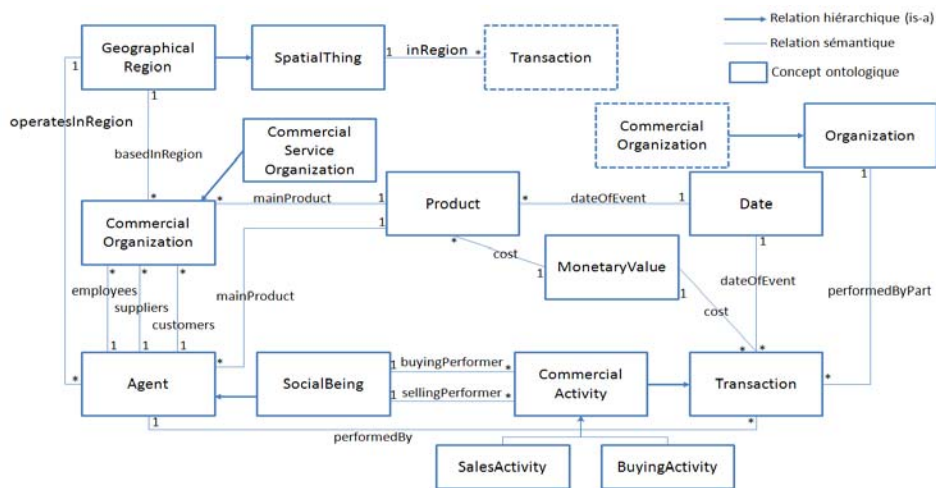 Relation hiérarchique (is-a)
Relation sémantique
Concept ontologique
Geographical
Region
SpatialThing
1
inRegion
*
Transaction
1
1
operatesInRegion
basedInRegion
*
Commercial
Service
Organization
Commercial
Organization
Organization
1
Commercial
Organization
*
mainProduct
1
1
Product
*
dateOfEvent
1
Date
1
*
cost
1
MonetaryValue
1
cost
*
dateOfEvent
*
performedByPart
*
*
*
*
employees
suppliers
customers
1
1
1
mainProduct
*
*
Agent
1
SocialBeing
1
buyingPerformer
*
1
sellingPerformer
*
Commercial
Activity
Transaction
*
performedBy
SalesActivity
BuyingActivity